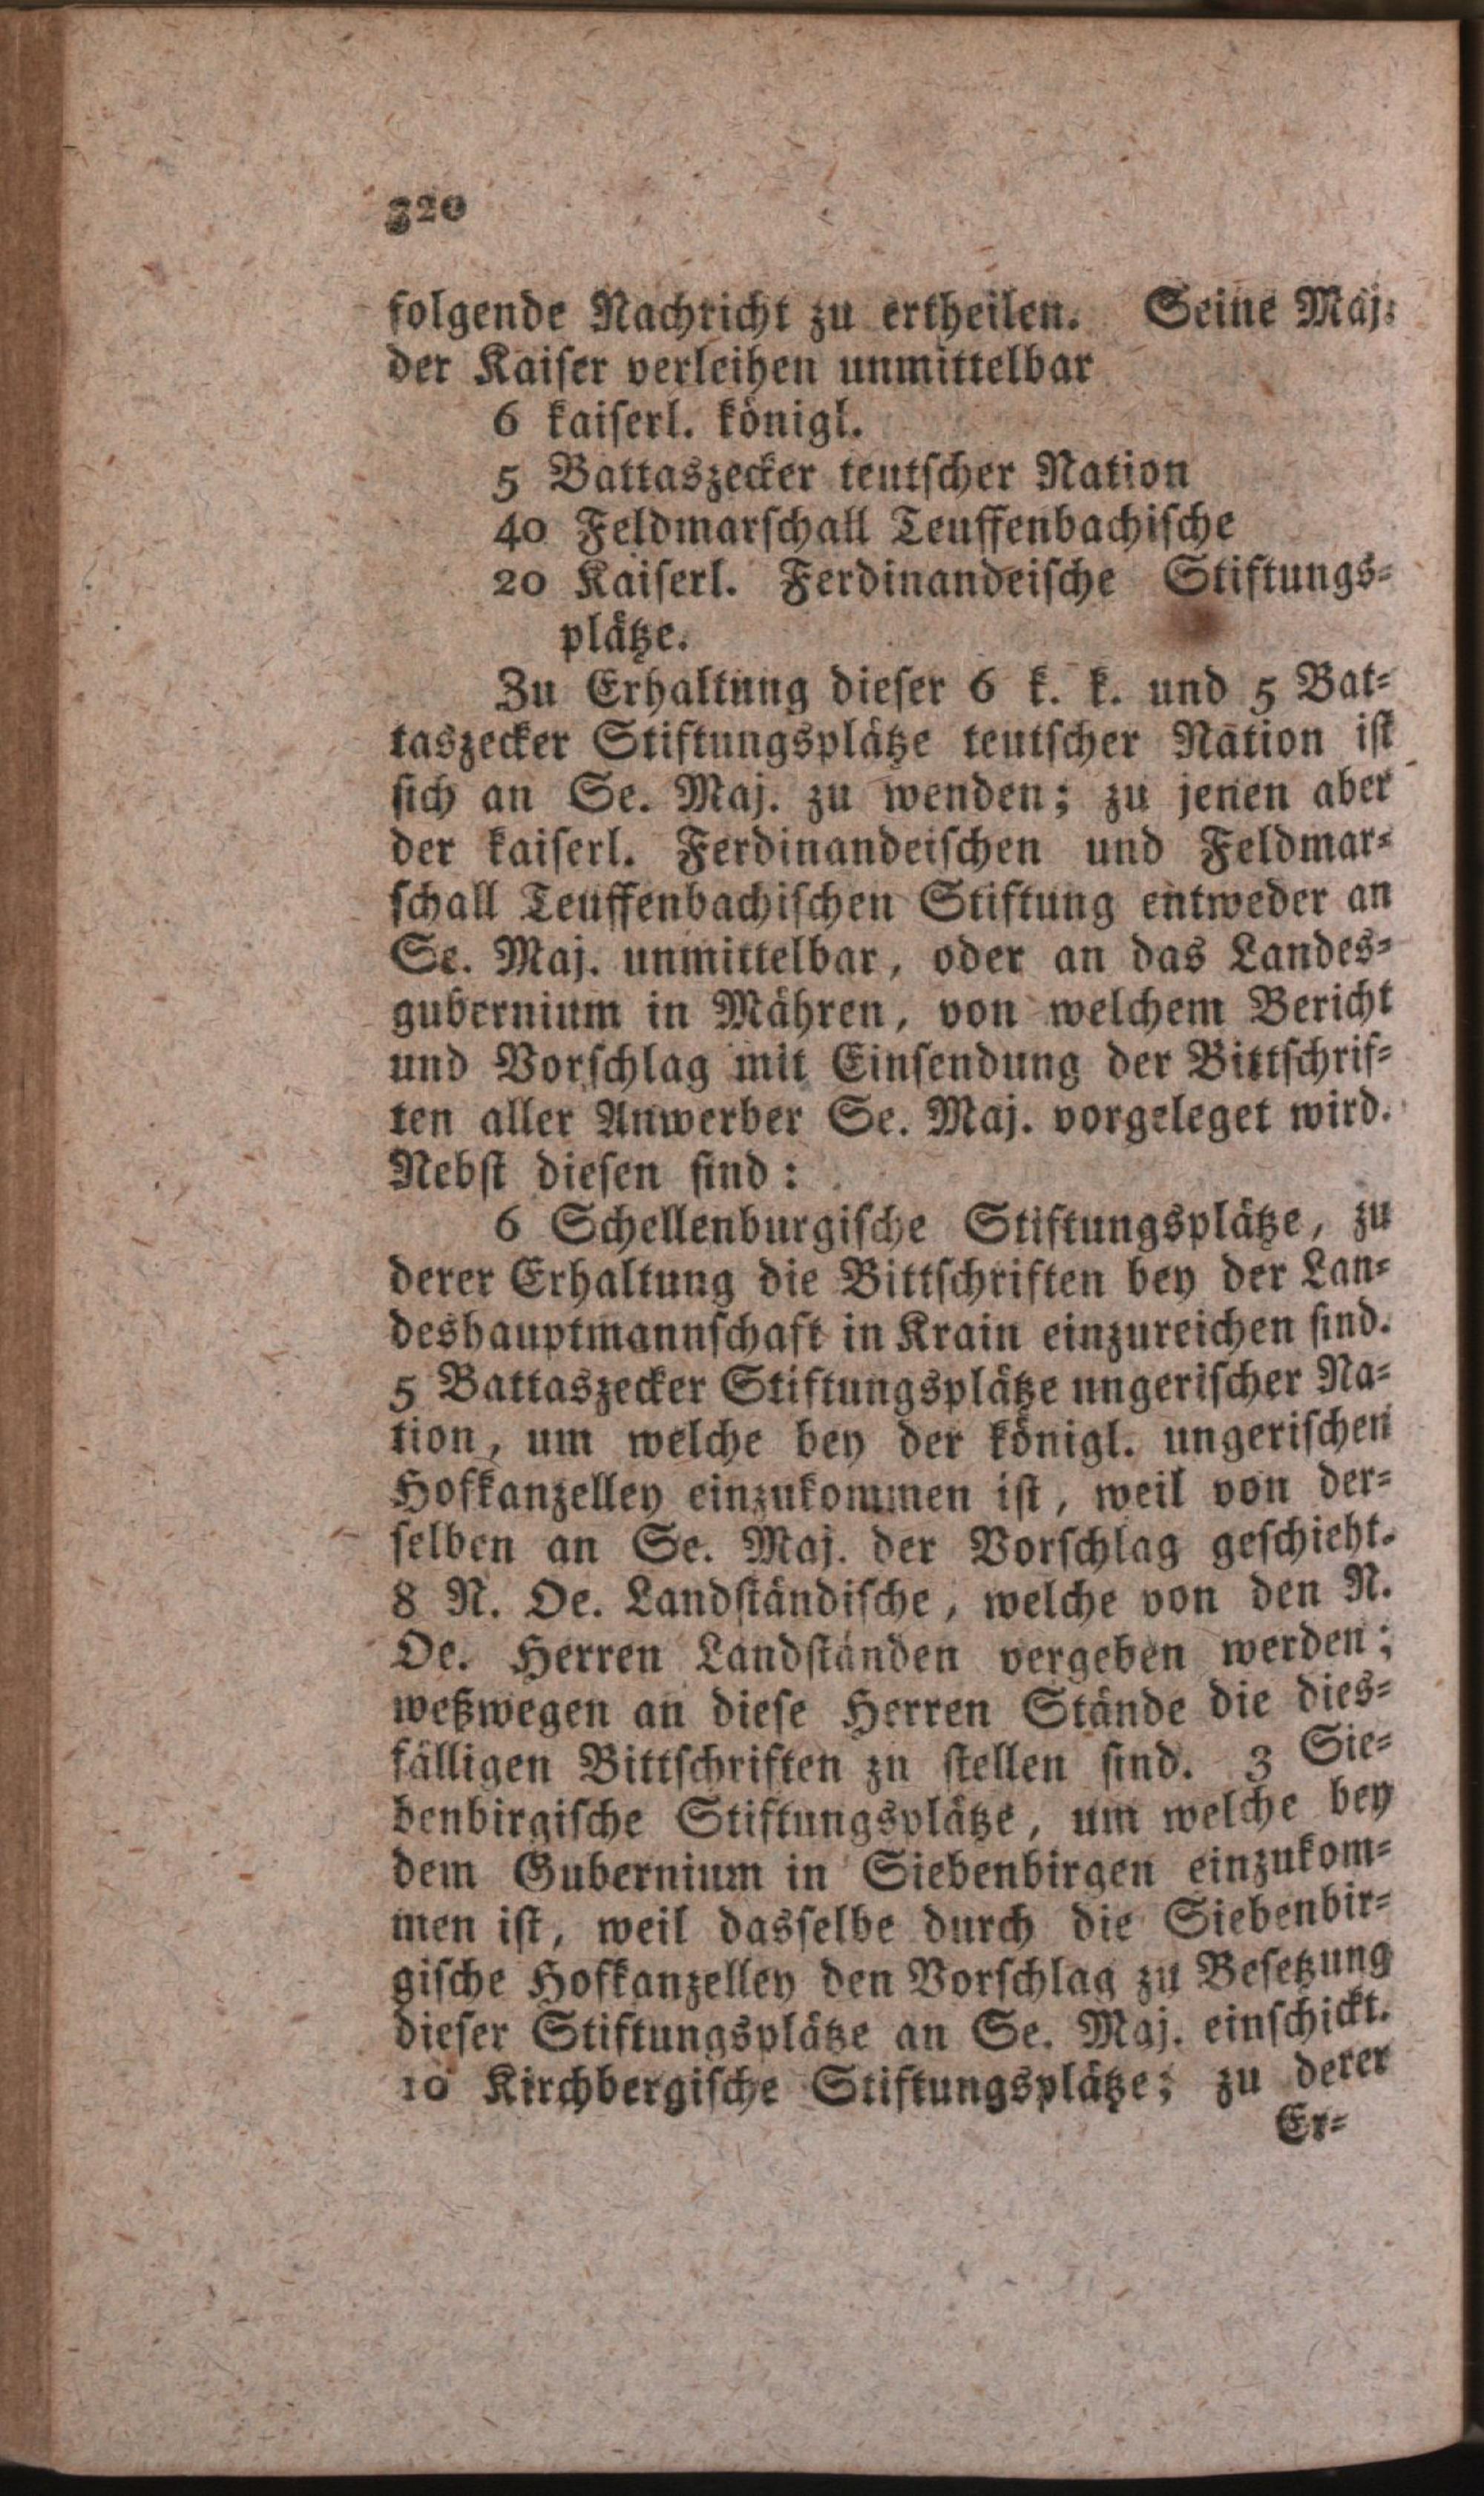 320
folgende Nachricht zu ertheilen. Seine Maj.
der Kaiser verleihen unmittelbar
6 kaiserl. königl.
5 Battaszecker teutscher Nation
40 Feldmarschall Teuffenbachische
20 Kaiserl. Ferdinandeische Stiftungs-
plätze.
Zu Erhaltung dieser 6 k. k. und 5 Bat-
taszecker Stiftungsplätze teutscher Nation ist
sich an Se. Maj. zu wenden; zu jenen aber
der kaiserl. Ferdinandeischen und Feldmar-
schall Teuffenbachischen Stiftung entweder an
Se. Maj. unmittelbar, oder an das Landes-
gubernium in Mähren, von welchem Bericht
und Vorschlag mit Einsendung der Bittschrif-
ten aller Anwerber Se. Maj. vorgeleget wird.
Nebst diesen sind:
6 Schellenburgische Stiftungsplätze, zu
derer Erhaltung die Bittschriften bey der Lan-
deshauptmannschaft in Krain einzureichen sind.
5 Battaszecker Stiftungsplätze ungerischer Na-
tion, um welche bey der königl. ungerischen
Hofkanzelley einzukommen ist, weil von der-
selben an Se. Maj. der Vorschlag geschieht.
8 N. Oe. Landständische, welche von den N.
Oe. Herren Landständen vergeben werden;
weßwegen an diese Herren Stände die dies-
fälligen Bittschriften zu stellen sind. 3 Sie-
benbirgische Stiftungsplätze, um welche bey
dem Gubernium in Siebenbirgen einzukom-
men ist, weil dasselbe durch die Siebenbir-
gische Hofkanzelley den Vorschlag zu Besetzung
dieser Stiftungsplätze an Se. Maj. einschickt.
10 Kirchbergische Stiftungsplätze; zu derer
Er-